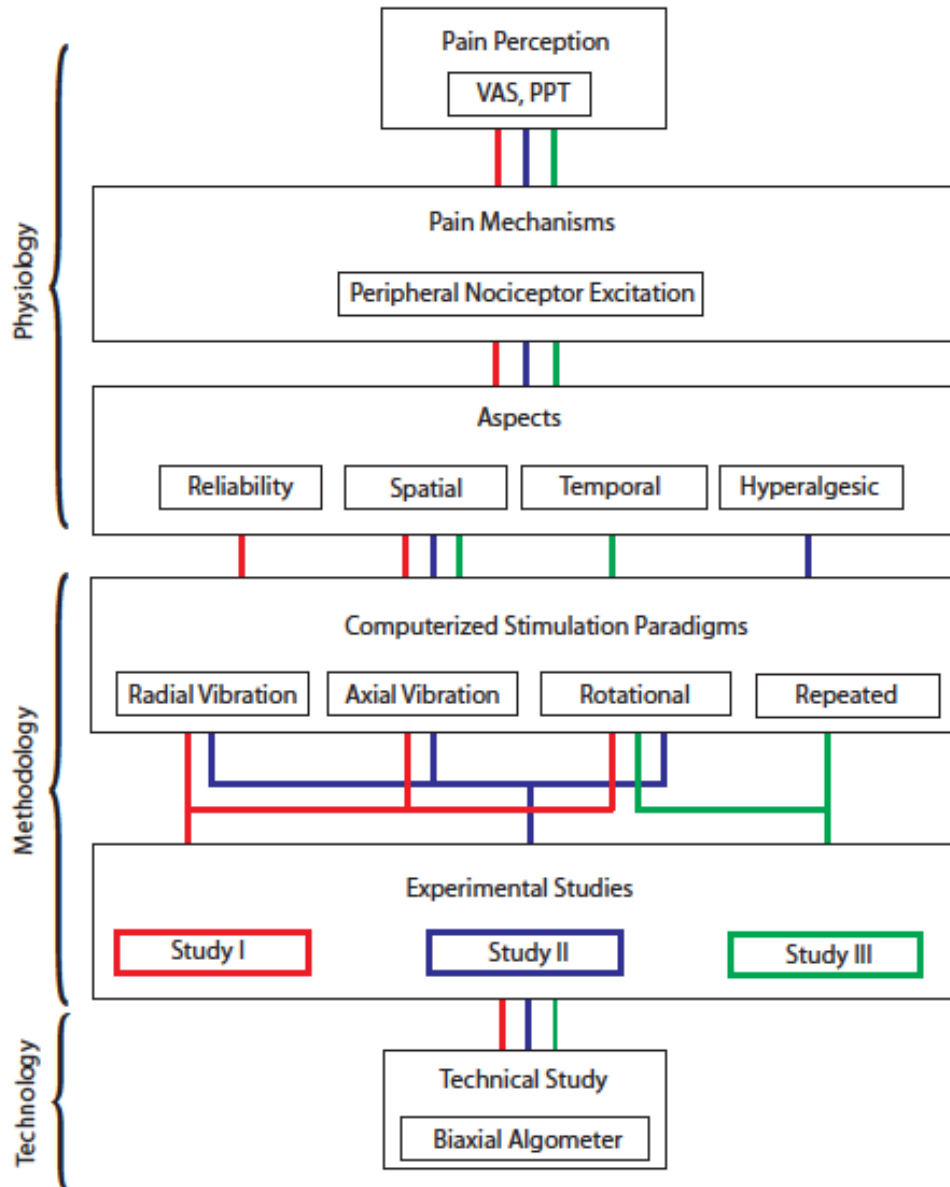 Physiology
Pain Perception
VAS, PPT
Pain Mechanisms
Peripheral Nociceptor Excitation
Aspects
Reliability
Spatial
Temporal
Hyperalgesic
Methodology
Computerized Stimulation Paradigms
Radial Vibration
Axial Vibration
Rotational
Repeated
Experimental Studies
Study I
Study II
Study III
Technology
Technical Study
Biaxial Algometer